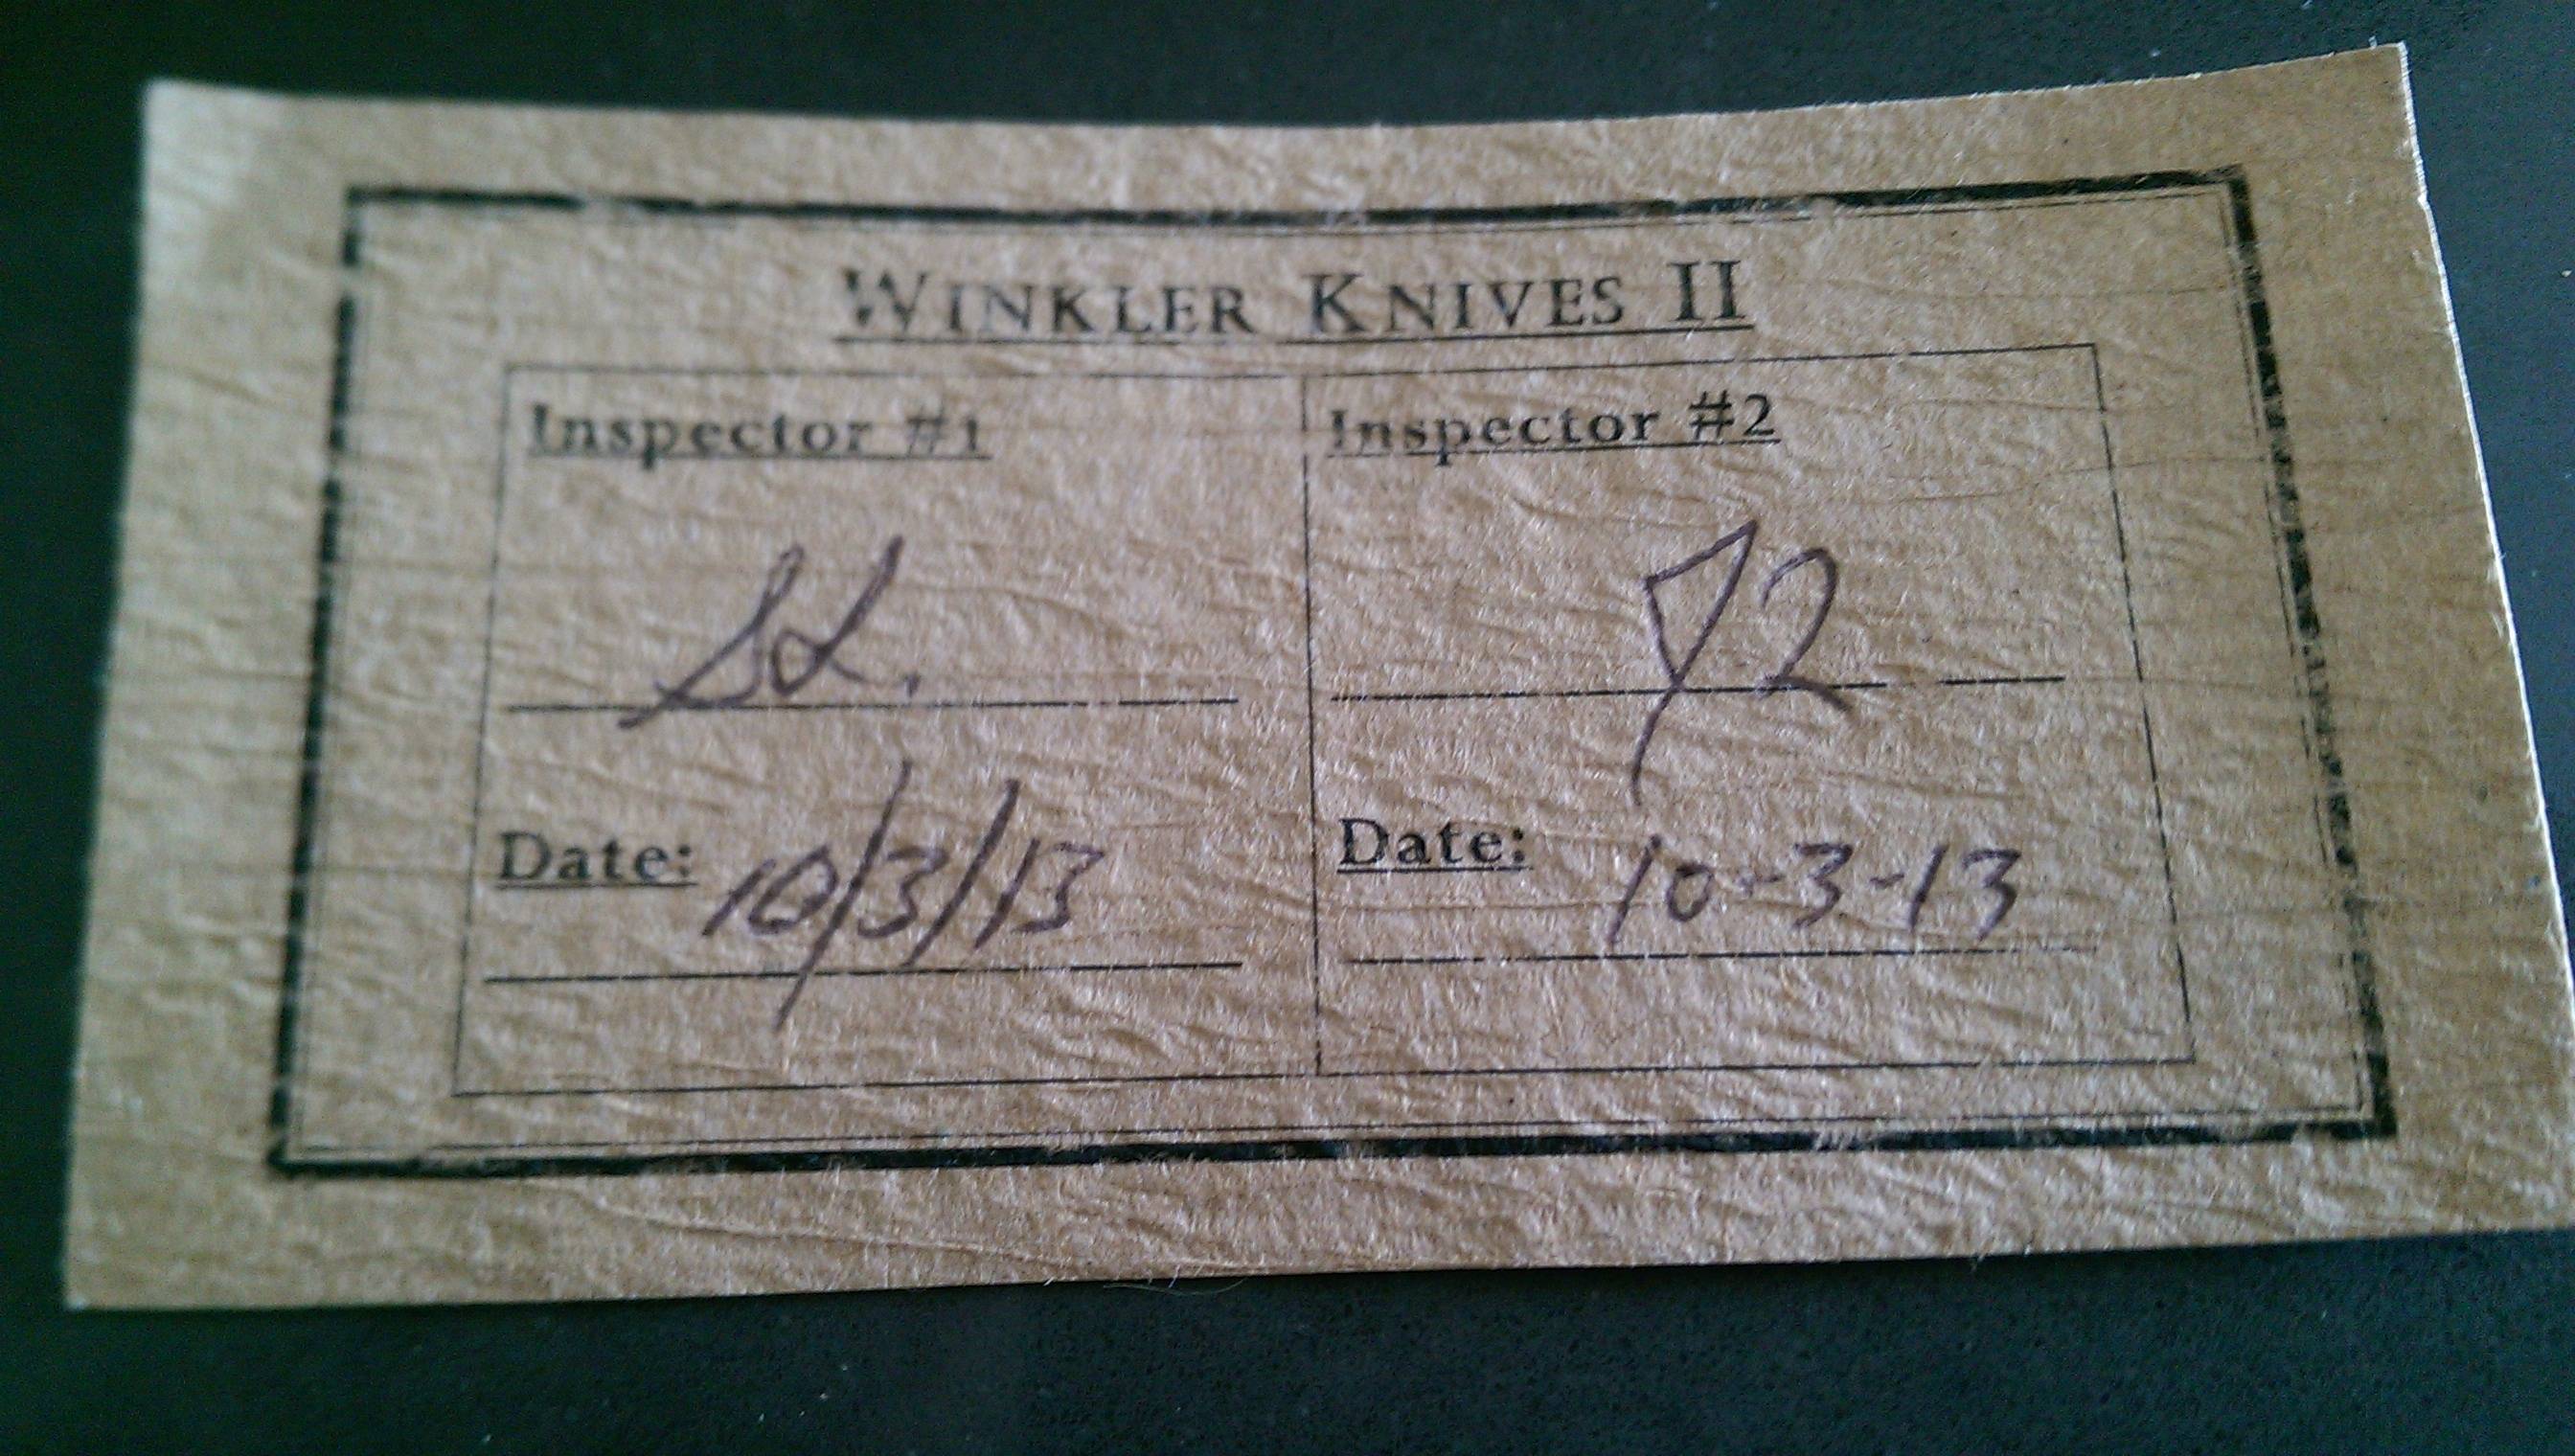 WINKLER KNIVES II
Inspector #1
Inspector #2
Date: 10/3/13
Date: 10-3-13